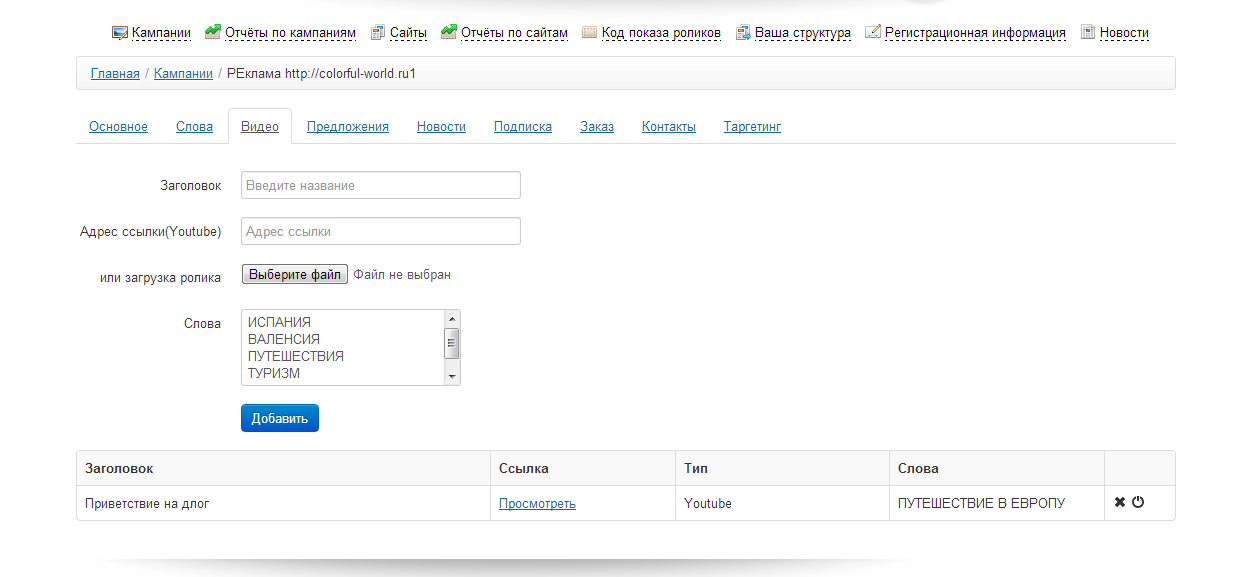 Кампании Отчёты по кампаниям Сайты Отчёты по сайтам Код показа роликов Ваша структура Регистрационная информация Новости
Главная / Кампании / РЕклама http://colorful-world.ru1
Основное Слова Видео Предложения Новости Подписка Заказ Контакты Таргетинг
Заголовок Введите название
Адрес ссылки(Youtube) Адрес ссылки
или загрузка ролика Выберите файл Файл не выбран
Слова ИСПАНИЯ
ВАЛЕНСИЯ
ПУТЕШЕСТВИЯ
ТУРИЗМ
Добавить
Заголовок Ссылка Тип Слова
Приветствие на длог Просмотреть Youtube ПУТЕШЕСТВИЕ В ЕВРОПУ